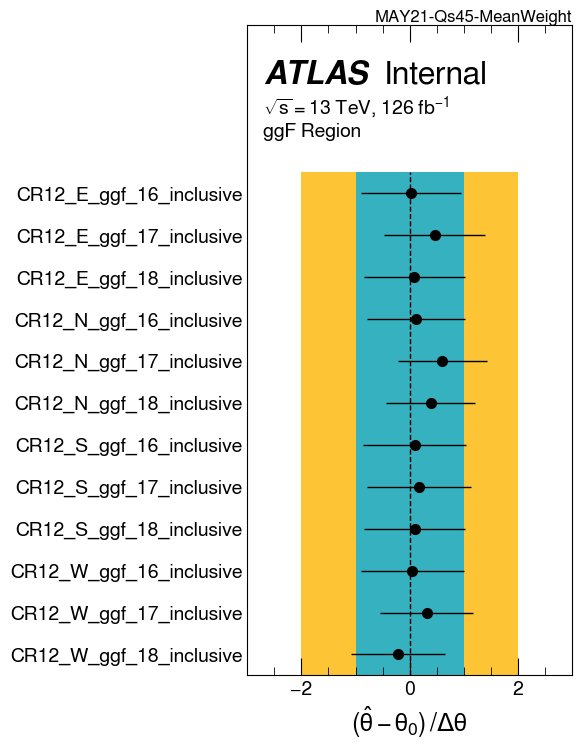 MAY21-Qs45-MeanWeight
ATLAS Internal
√s = 13 TeV, 126 fb⁻¹
ggF Region
CR12_E_ggf_16_inclusive
CR12_E_ggf_17_inclusive
CR12_E_ggf_18_inclusive
CR12_N_ggf_16_inclusive
CR12_N_ggf_17_inclusive
CR12_N_ggf_18_inclusive
CR12_S_ggf_16_inclusive
CR12_S_ggf_17_inclusive
CR12_S_ggf_18_inclusive
CR12_W_ggf_16_inclusive
CR12_W_ggf_17_inclusive
CR12_W_ggf_18_inclusive
−2 0 2
(θ̂ − θ₀) /Δθ